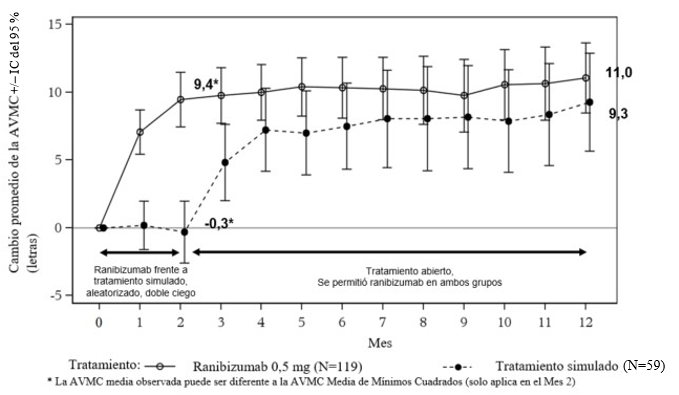 Cambio promedio de la AVMC+/−IC del 95 %
(letras)
15
10
5
0
-5
9,4*
-0,3*
11,0
9,3
Ranibizumab frente a
tratamiento simulado,
aleatorizado, doble ciego
Tratamiento abierto,
Se permitió ranibizumab en ambos grupos
0 1 2 3 4 5 6 7 8 9 10 11 12
Mes
Tratamiento: Ranibizumab 0,5 mg (N=119) Tratamiento simulado (N=59)
* La AVMC media observada puede ser diferente a la AVMC Media de Minimos Cuadrados (solo aplica en el Mes 2)